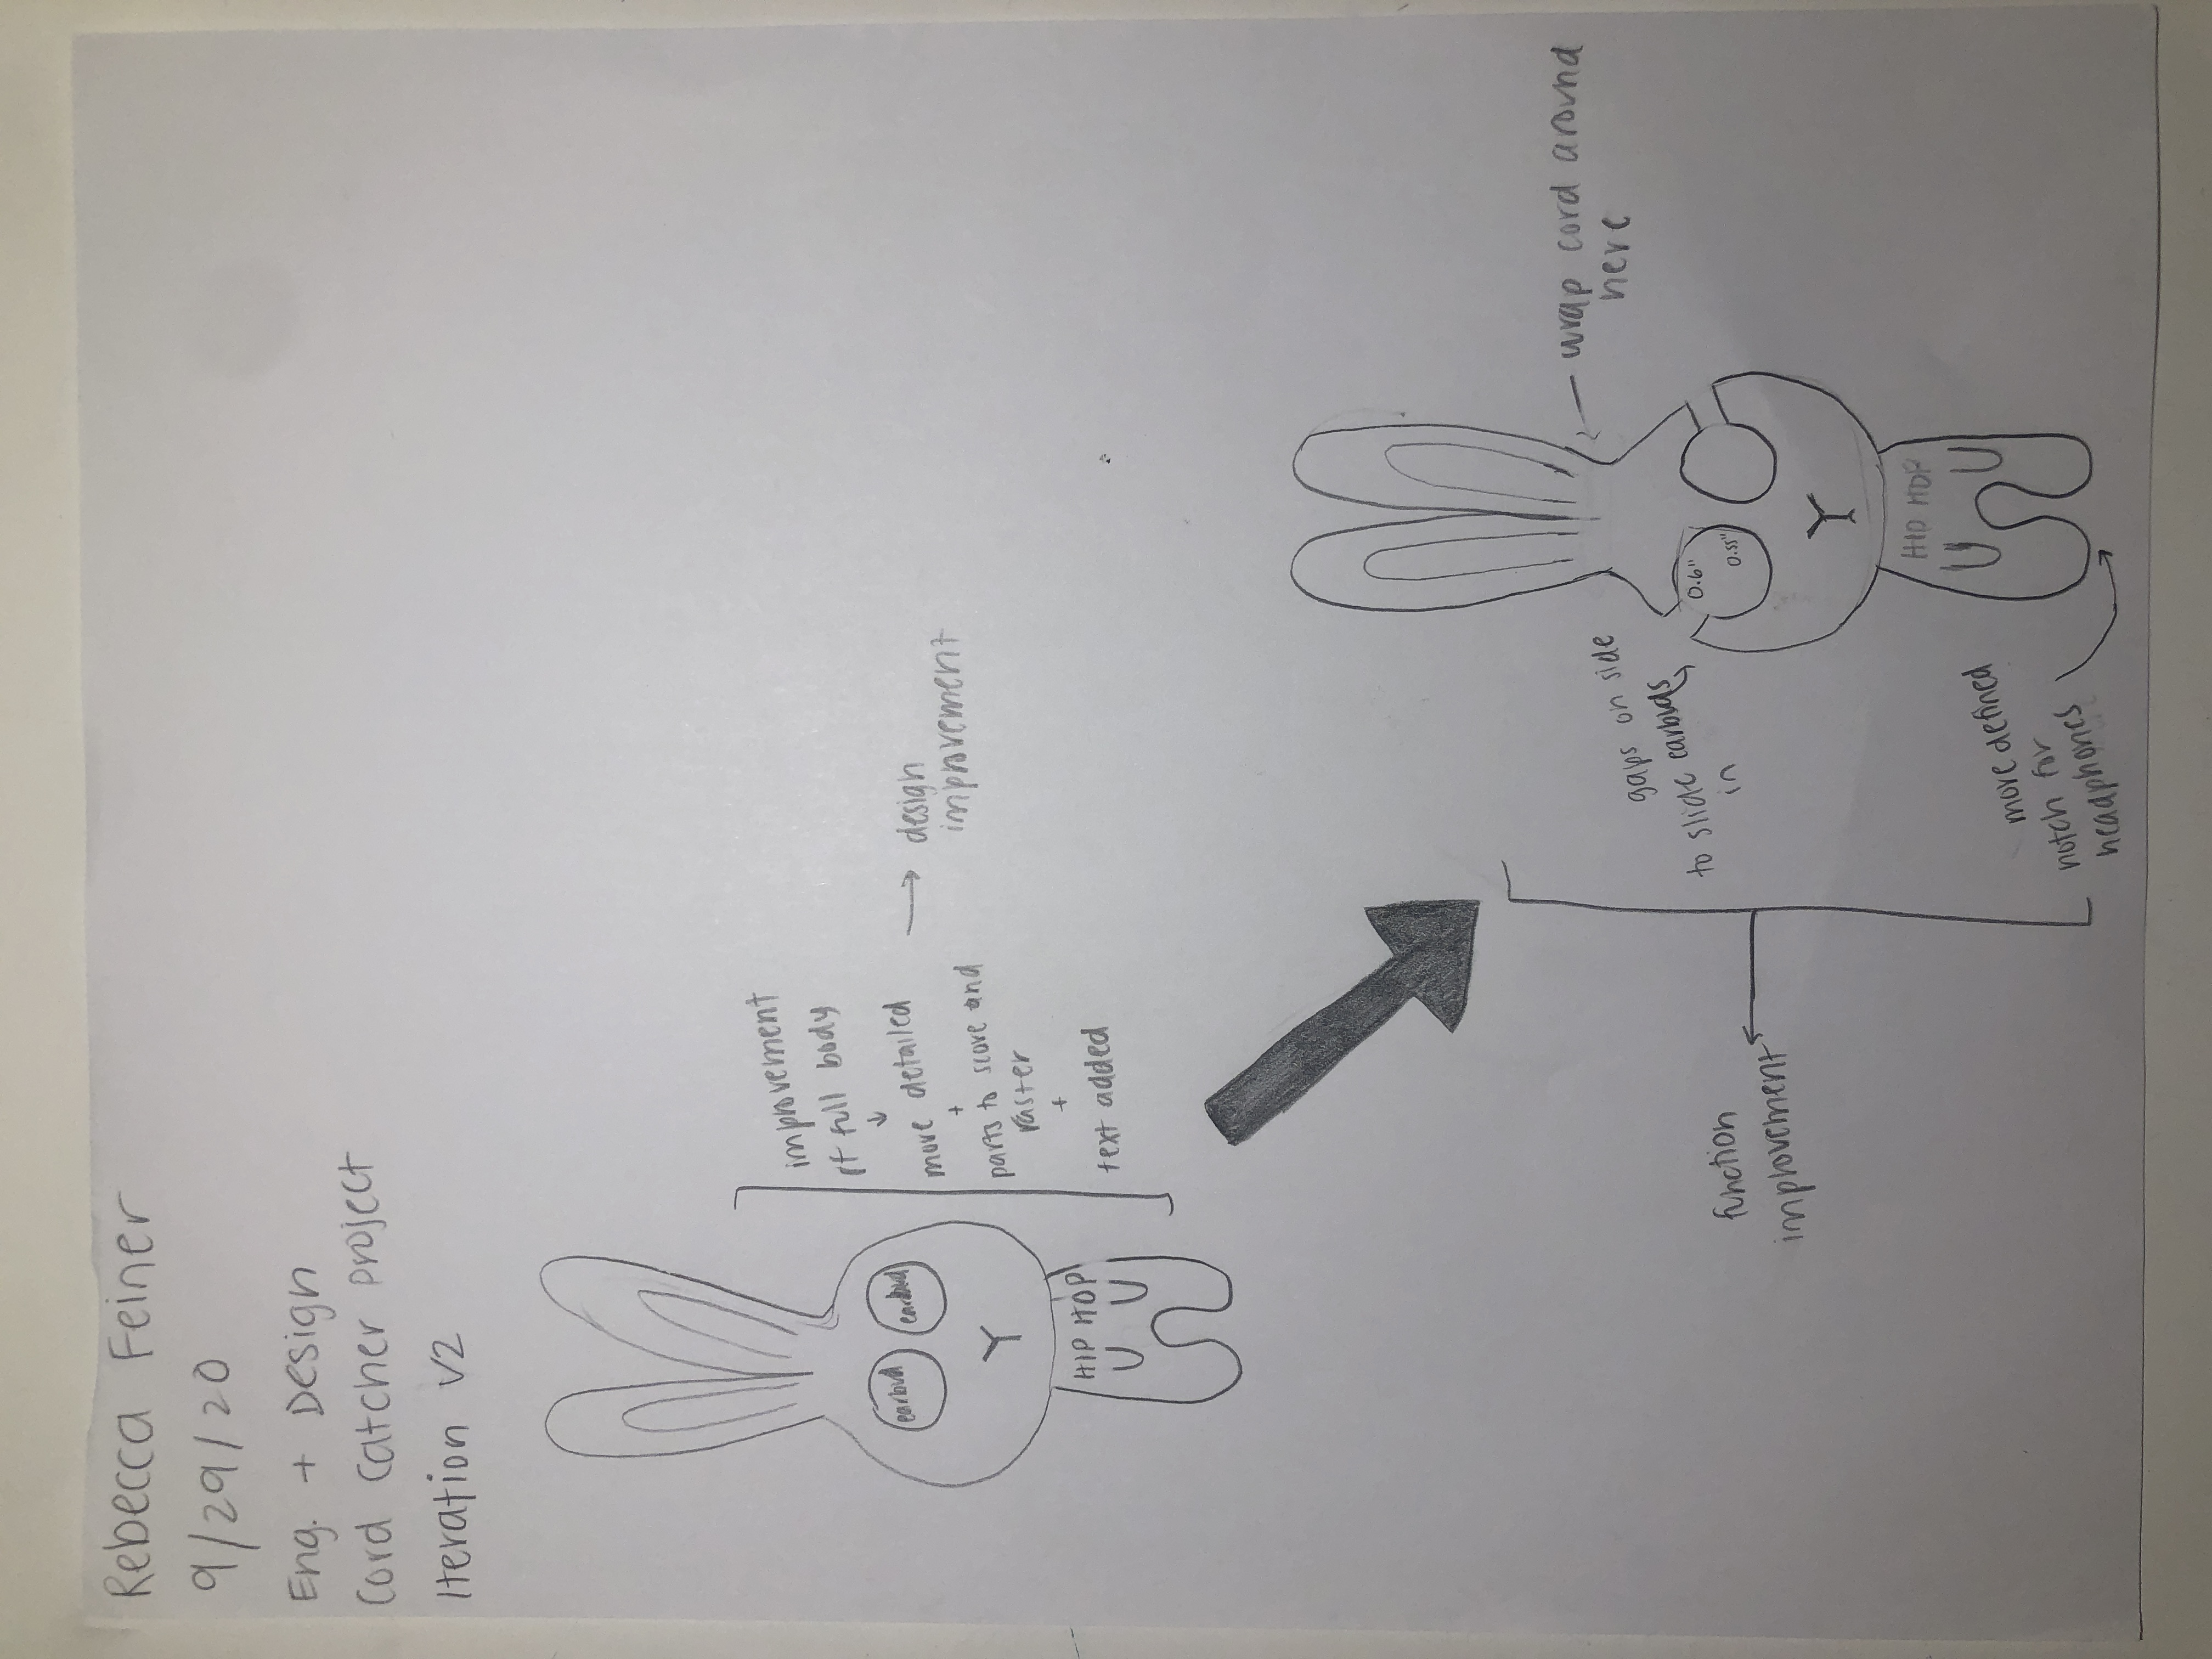 Rebecca Feiner
9/29/20
Eng. + Design
Cord Catcher project
Iteration V2
earbud earbud
Y
HIP HOP
improvement
of full body
↓
more detailed
+
parts to score and
raster
+
text added
→ design
improvement
wrap cord around
here
gaps on side
to slide earbuds
in
0.6"
0.55"
function
improvement
HIP HOP
more defined
notch for
headphones